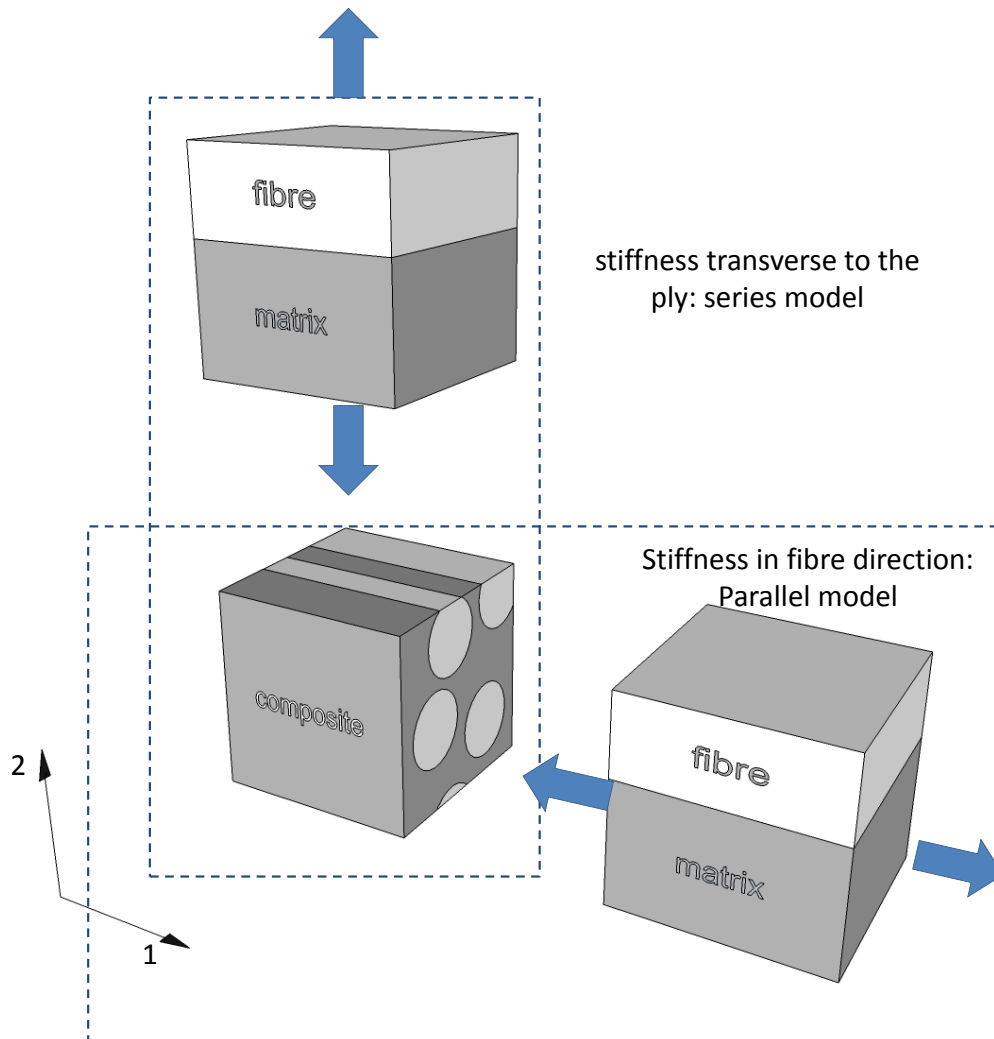 fibre
matrix
stiffness transverse to the
ply: series model
Stiffness in fibre direction:
Parallel model
composite
fibre
matrix
2
1